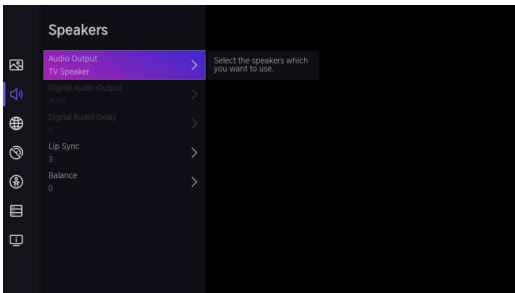 Speakers
Audio Output
TV Speaker
Select the speakers which
you want to use.
Digital Audio Output
Auto
Digital Audio Delay
0
Lip Sync
3
Balance
0